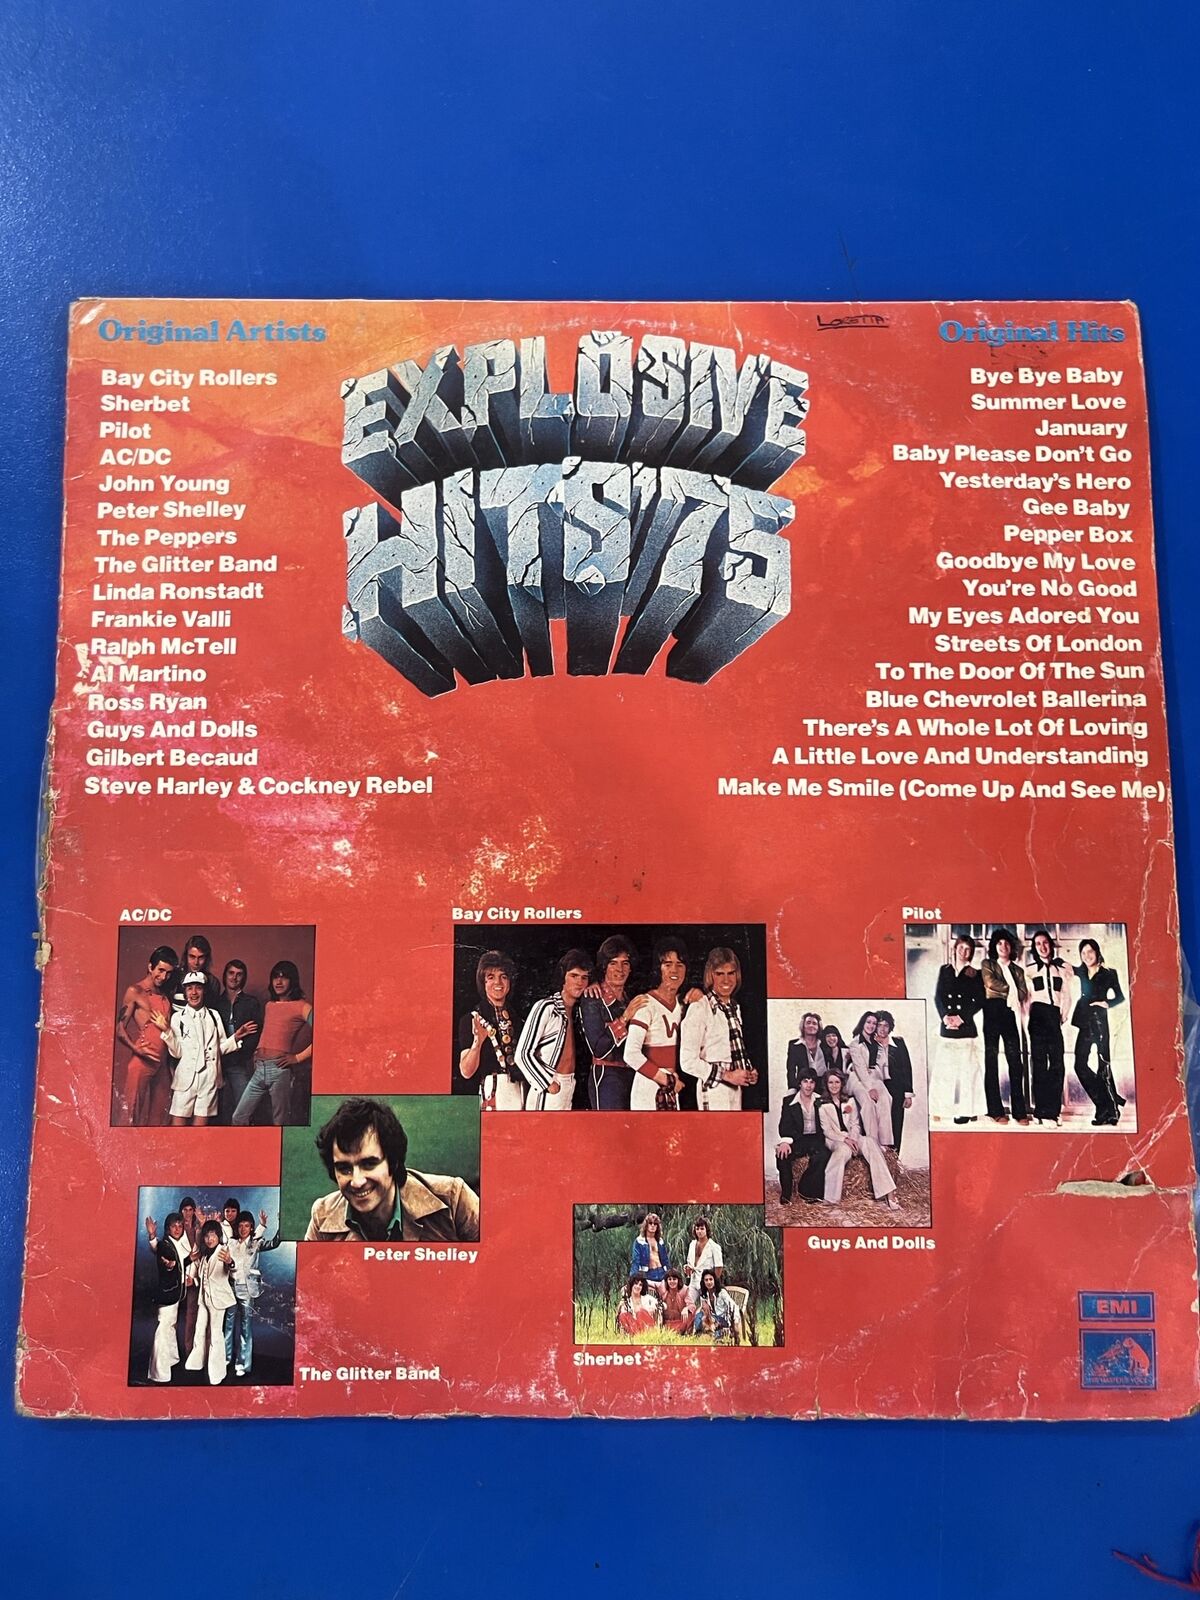 LORETTA
Original Artists
Original Hits
EXPLOSIVE
HITS '75
Bay City Rollers
Sherbet
Pilot
AC/DC
John Young
Peter Shelley
The Peppers
The Glitter Band
Linda Ronstadt
Frankie Valli
Ralph McTell
Al Martino
Ross Ryan
Guys And Dolls
Gilbert Becaud
Steve Harley & Cockney Rebel
Bye Bye Baby
Summer Love
January
Baby Please Don't Go
Yesterday's Hero
Gee Baby
Pepper Box
Goodbye My Love
You're No Good
My Eyes Adored You
Streets Of London
To The Door Of The Sun
Blue Chevrolet Ballerina
There's A Whole Lot Of Loving
A Little Love And Understanding
Make Me Smile (Come Up And See Me)
AC/DC
Bay City Rollers
Pilot
Peter Shelley
Guys And Dolls
Sherbet
The Glitter Band
EMI
HIS MASTER'S VOICE